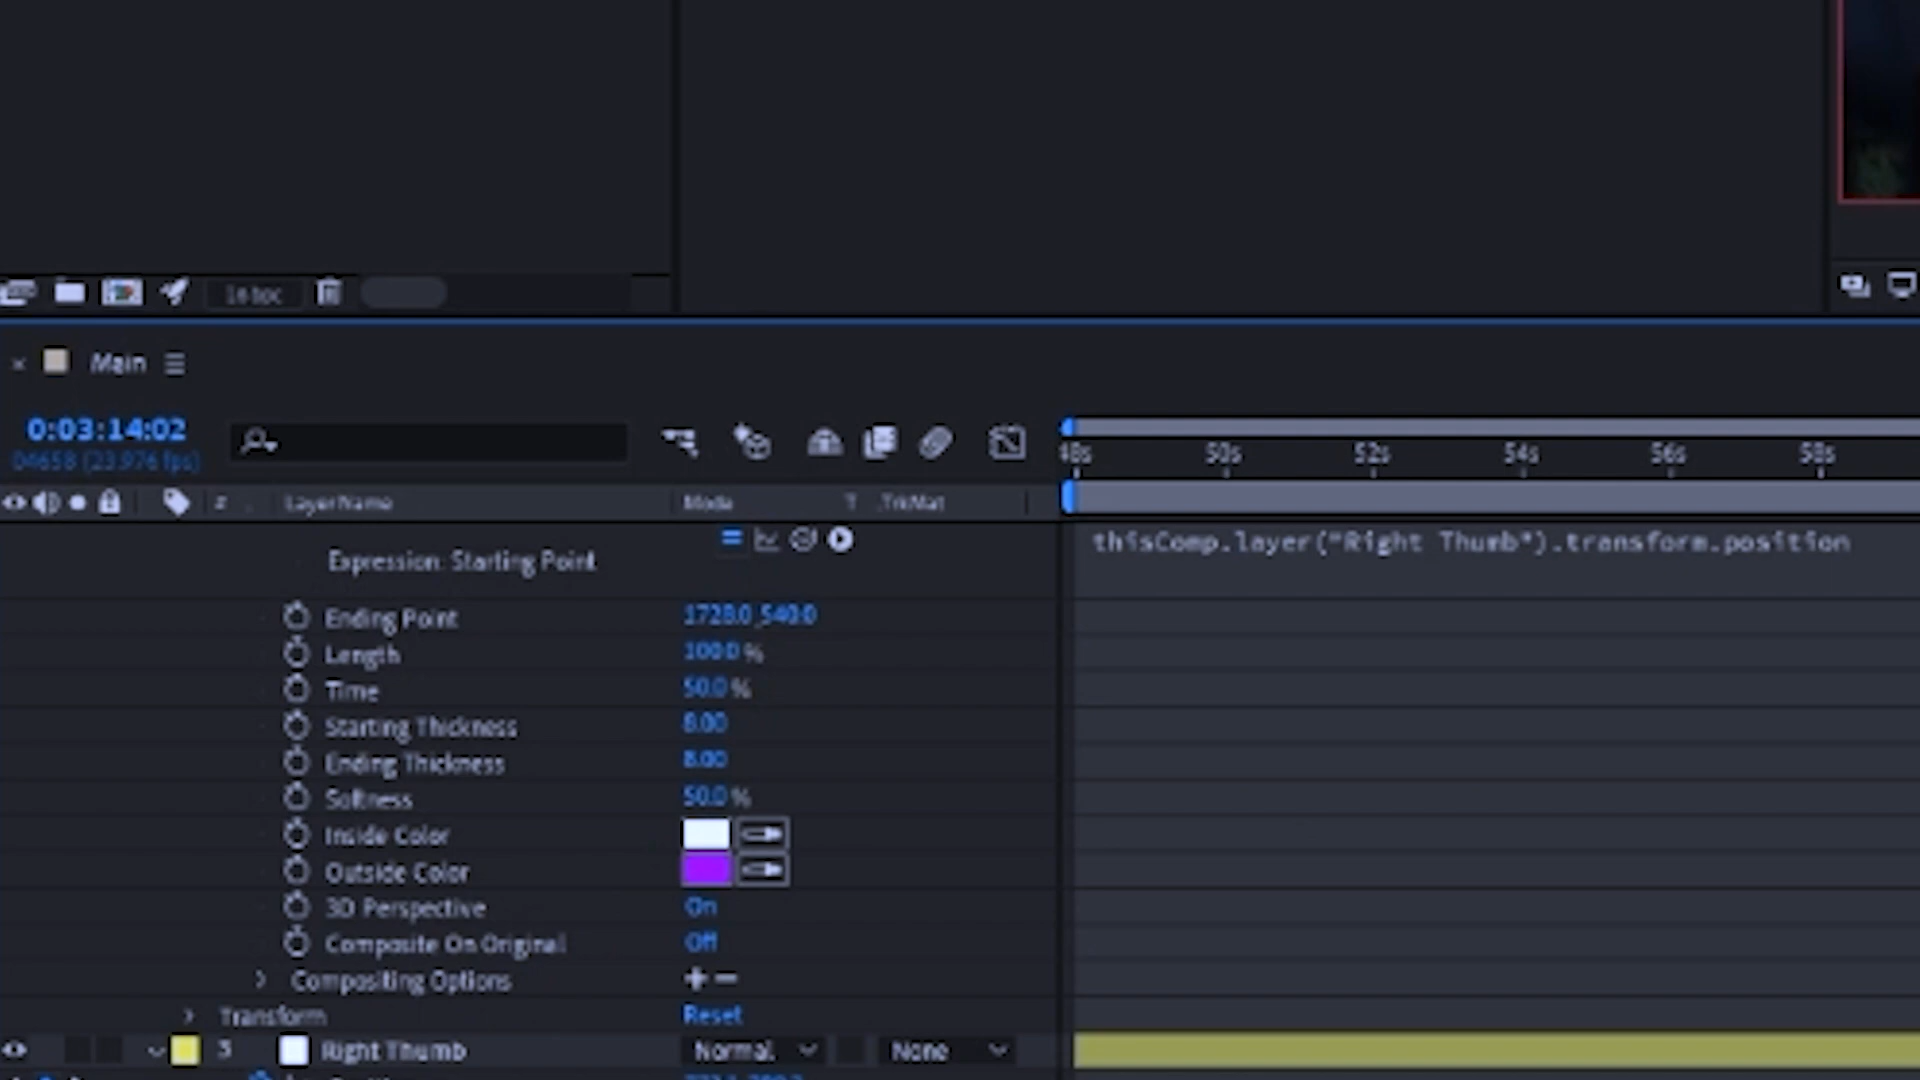 16 bpc
Main
0:03:14:02
04658 (23.976 fps)
48s 50s 52s 54s 56s 58s
# LayerName Mode T .TrkMat
Expression: Starting Point thisComp.layer("Right Thumb").transform.position
Ending Point 1728.0,540.0
Length 100.0 %
Time 50.0 %
Starting Thickness 8.00
Ending Thickness 8.00
Softness 50.0 %
Inside Color
Outside Color
3D Perspective On
Composite On Original Off
Compositing Options + −
Transform Reset
3 Right Thumb Normal None